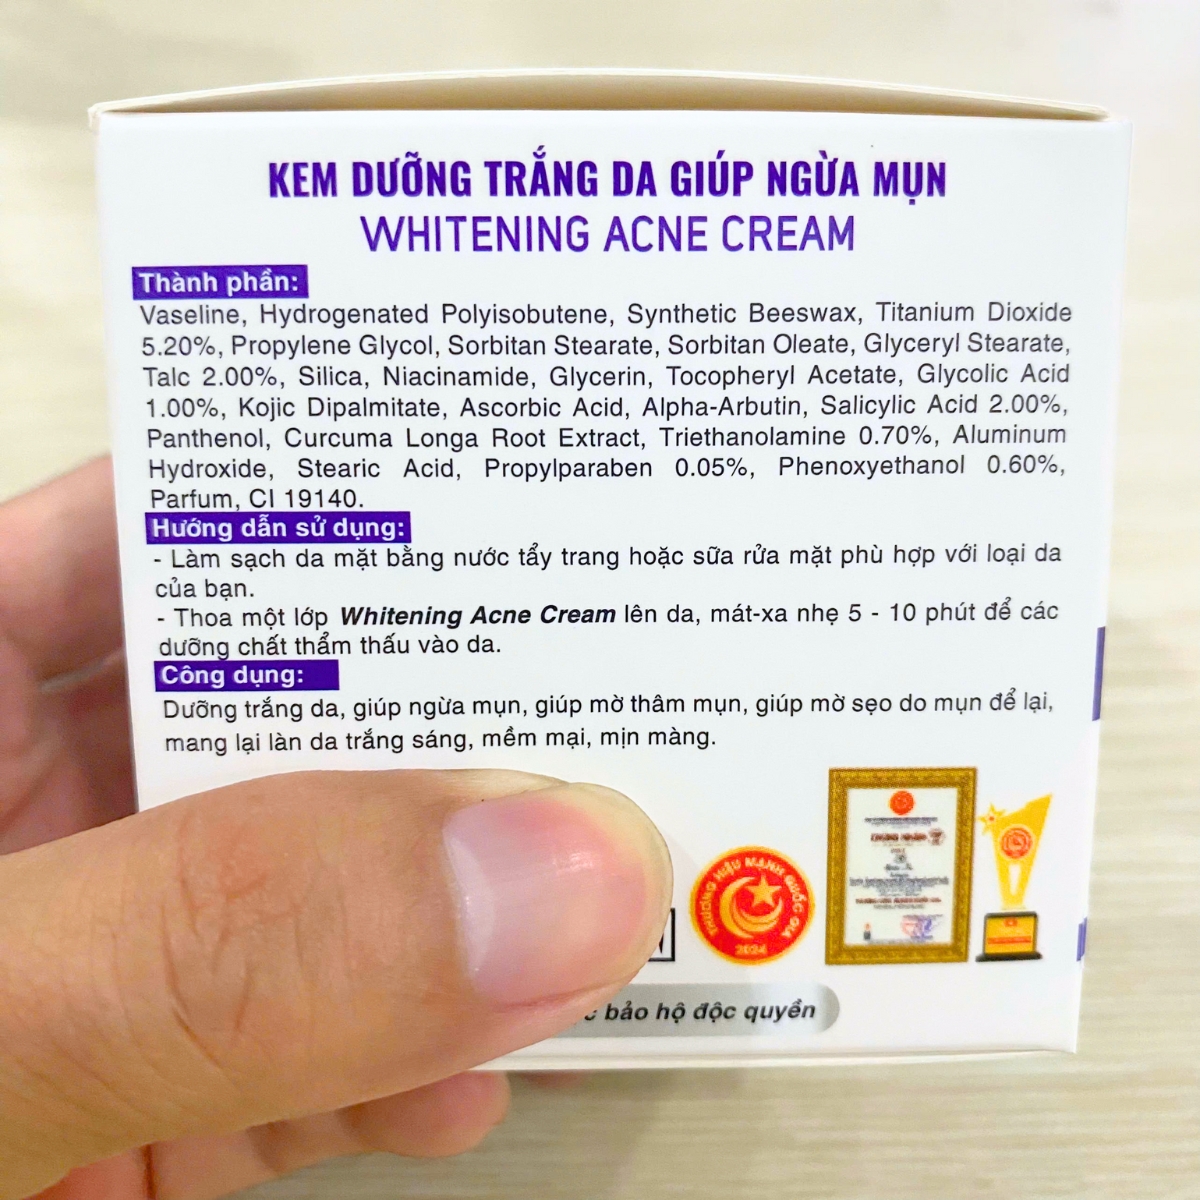 KEM DƯỠNG TRẮNG DA GIÚP NGỪA MỤN
WHITENING ACNE CREAM
Thành phần:
Vaseline, Hydrogenated Polyisobutene, Synthetic Beeswax, Titanium Dioxide
5.20%, Propylene Glycol, Sorbitan Stearate, Sorbitan Oleate, Glyceryl Stearate,
Talc 2.00%, Silica, Niacinamide, Glycerin, Tocopheryl Acetate, Glycolic Acid
1.00%, Kojic Dipalmitate, Ascorbic Acid, Alpha-Arbutin, Salicylic Acid 2.00%,
Panthenol, Curcuma Longa Root Extract, Triethanolamine 0.70%, Aluminum
Hydroxide, Stearic Acid, Propylparaben 0.05%, Phenoxyethanol 0.60%,
Parfum, CI 19140.
Hướng dẫn sử dụng:
- Làm sạch da mặt bằng nước tẩy trang hoặc sữa rửa mặt phù hợp với loại da
của bạn.
- Thoa một lớp Whitening Acne Cream lên da, mát-xa nhẹ 5 - 10 phút để các
dưỡng chất thẩm thấu vào da.
Công dụng:
Dưỡng trắng da, giúp ngừa mụn, giúp mờ thâm mụn, giúp mờ sẹo do mụn để lại,
mang lại làn da trắng sáng, mềm mại, mịn màng.
THƯƠNG HIỆU MẠNH QUỐC GIA
2024
bảo hộ độc quyền